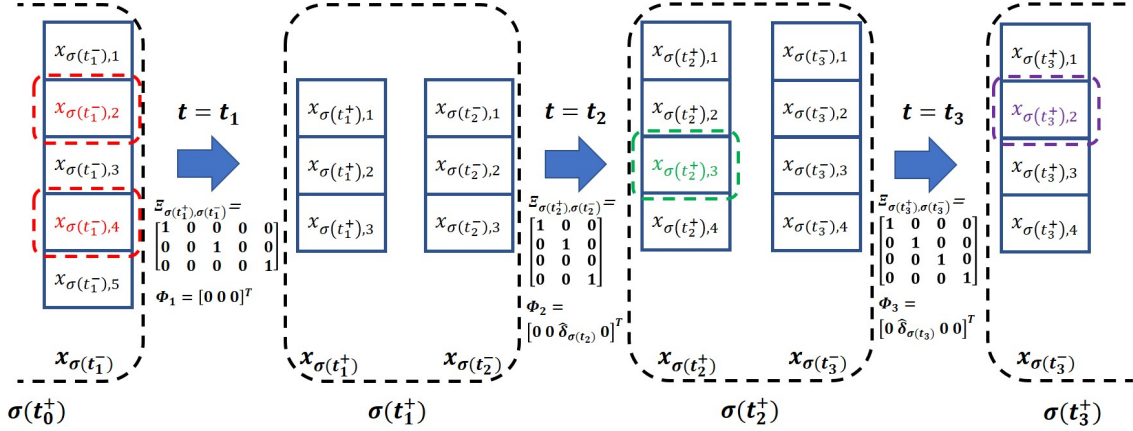 x_{σ(t_1^-),1}
x_{σ(t_1^-),2}
x_{σ(t_1^-),3}
x_{σ(t_1^-),4}
x_{σ(t_1^-),5}
x_{σ(t_1^-)}
σ(t_0^+)
t = t_1
Ξ_{σ(t_1^+),σ(t_1^-)} =
[1 0 0 0 0
0 0 1 0 0
0 0 0 0 1]
Φ_1 = [0 0 0]^T
x_{σ(t_1^+),1}
x_{σ(t_1^+),2}
x_{σ(t_1^+),3}
x_{σ(t_1^+)}
x_{σ(t_2^-),1}
x_{σ(t_2^-),2}
x_{σ(t_2^-),3}
x_{σ(t_2^-)}
σ(t_1^+)
t = t_2
Ξ_{σ(t_2^+),σ(t_2^-)} =
[1 0 0
0 1 0
0 0 0
0 0 1]
Φ_2 =
[0 0 δ̂_{σ(t_2)} 0]^T
x_{σ(t_2^+),1}
x_{σ(t_2^+),2}
x_{σ(t_2^+),3}
x_{σ(t_2^+),4}
x_{σ(t_2^+)}
x_{σ(t_3^-),1}
x_{σ(t_3^-),2}
x_{σ(t_3^-),3}
x_{σ(t_3^-),4}
x_{σ(t_3^-)}
σ(t_2^+)
t = t_3
Ξ_{σ(t_3^+),σ(t_3^-)} =
[1 0 0 0
0 1 0 0
0 0 1 0
0 0 0 1]
Φ_3 =
[0 δ̂_{σ(t_3)} 0 0]^T
x_{σ(t_3^+),1}
x_{σ(t_3^+),2}
x_{σ(t_3^+),3}
x_{σ(t_3^+),4}
x_{σ(t_3^-)}
σ(t_3^+)